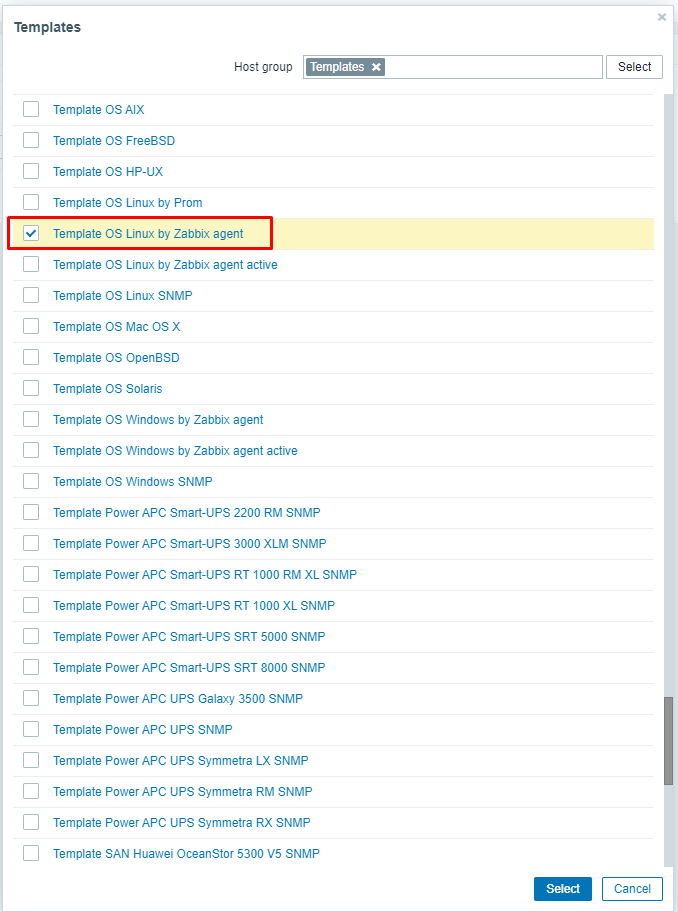 Templates
Host group Templates Select
Template OS AIX
Template OS FreeBSD
Template OS HP-UX
Template OS Linux by Prom
Template OS Linux by Zabbix agent
Template OS Linux by Zabbix agent active
Template OS Linux SNMP
Template OS Mac OS X
Template OS OpenBSD
Template OS Solaris
Template OS Windows by Zabbix agent
Template OS Windows by Zabbix agent active
Template OS Windows SNMP
Template Power APC Smart-UPS 2200 RM SNMP
Template Power APC Smart-UPS 3000 XLM SNMP
Template Power APC Smart-UPS RT 1000 RM XL SNMP
Template Power APC Smart-UPS RT 1000 XL SNMP
Template Power APC Smart-UPS SRT 5000 SNMP
Template Power APC Smart-UPS SRT 8000 SNMP
Template Power APC UPS Galaxy 3500 SNMP
Template Power APC UPS SNMP
Template Power APC UPS Symmetra LX SNMP
Template Power APC UPS Symmetra RM SNMP
Template Power APC UPS Symmetra RX SNMP
Template SAN Huawei OceanStor 5300 V5 SNMP
Select Cancel